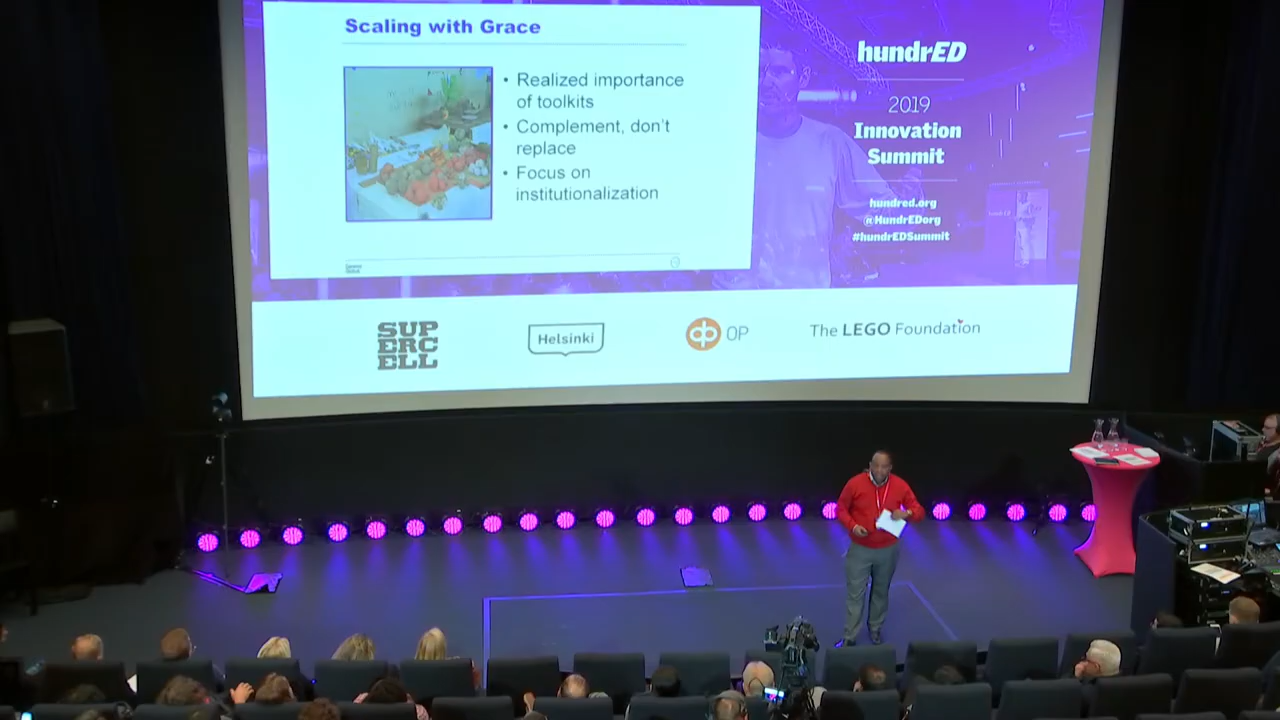 Scaling with Grace
• Realized importance
of toolkits
• Complement, don't
replace
• Focus on
institutionalization
hundrED
2019
Innovation
Summit
hundred.org
@HundrEDorg
#hundrEDSummit
SUP
ERC
ELL
Helsinki
OP
The LEGO Foundation